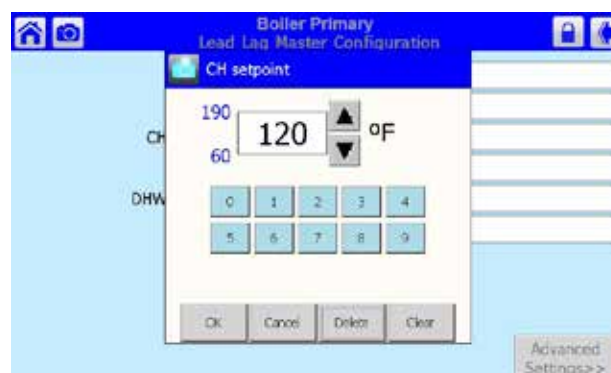 Boiler Primary
Lead Lag Master Configuration
CH setpoint
190
120
°F
60
CH
DHW
0 1 2 3 4
5 6 7 8 9
OK Cancel Delete Clear
Advanced
Settings>>